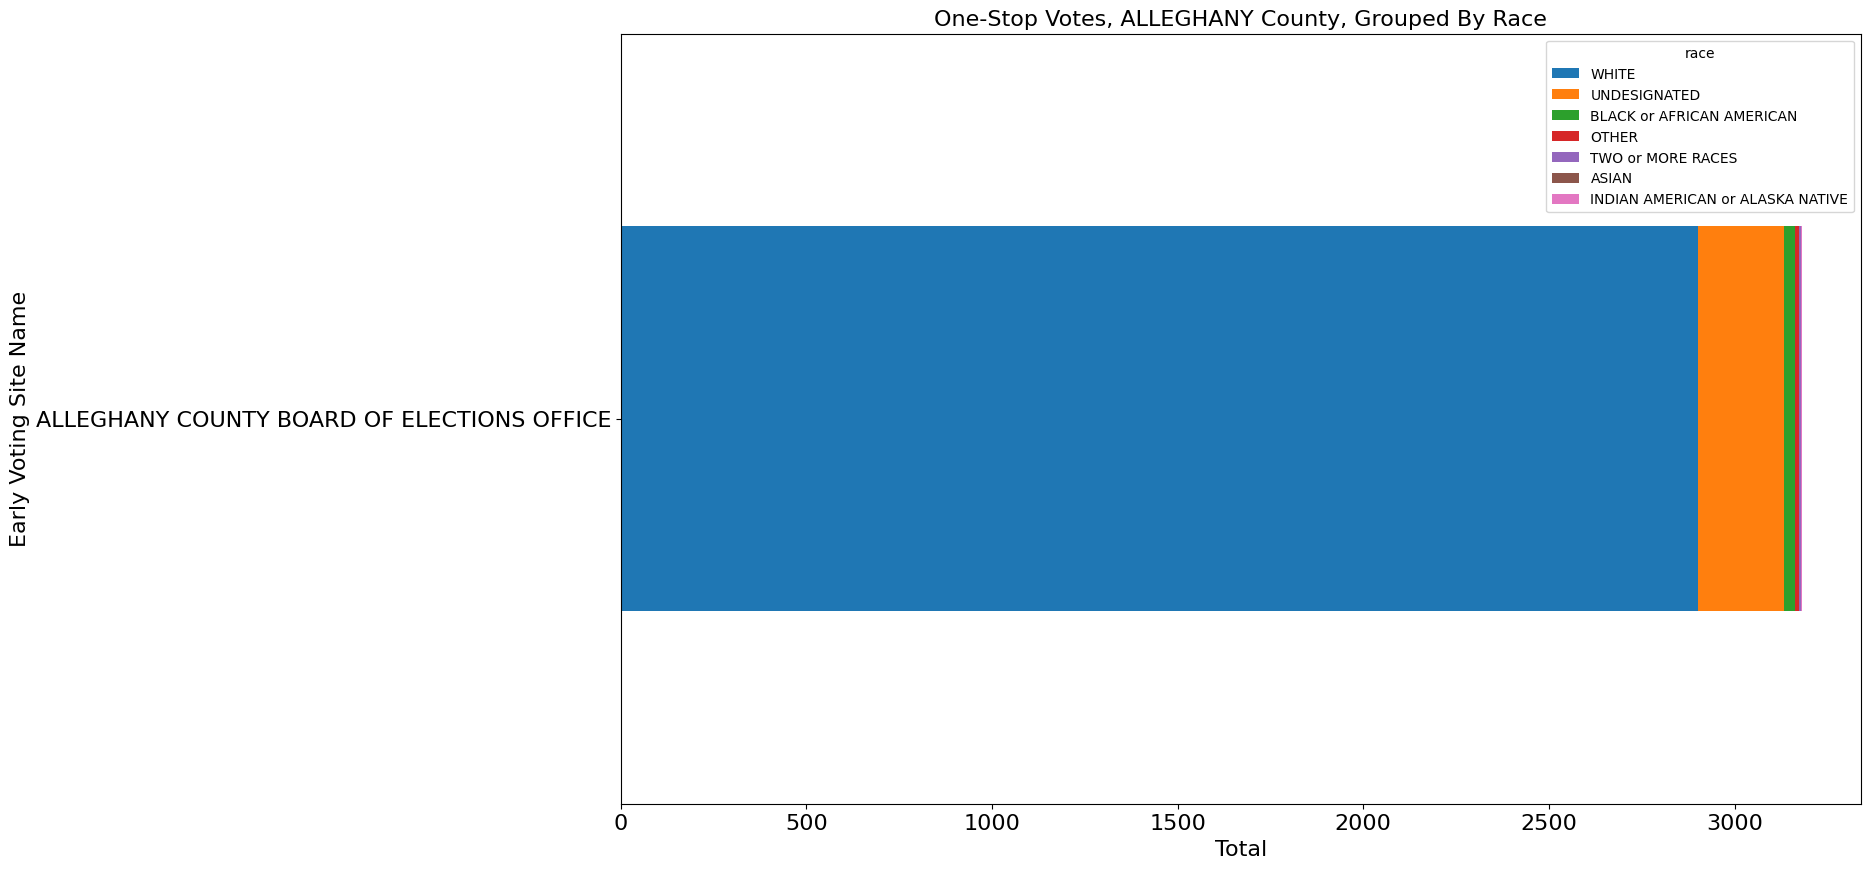 One-Stop Votes, ALLEGHANY County, Grouped By Race
race
WHITE
UNDESIGNATED
BLACK or AFRICAN AMERICAN
OTHER
TWO or MORE RACES
ASIAN
INDIAN AMERICAN or ALASKA NATIVE
Early Voting Site Name
ALLEGHANY COUNTY BOARD OF ELECTIONS OFFICE
0 500 1000 1500 2000 2500 3000
Total